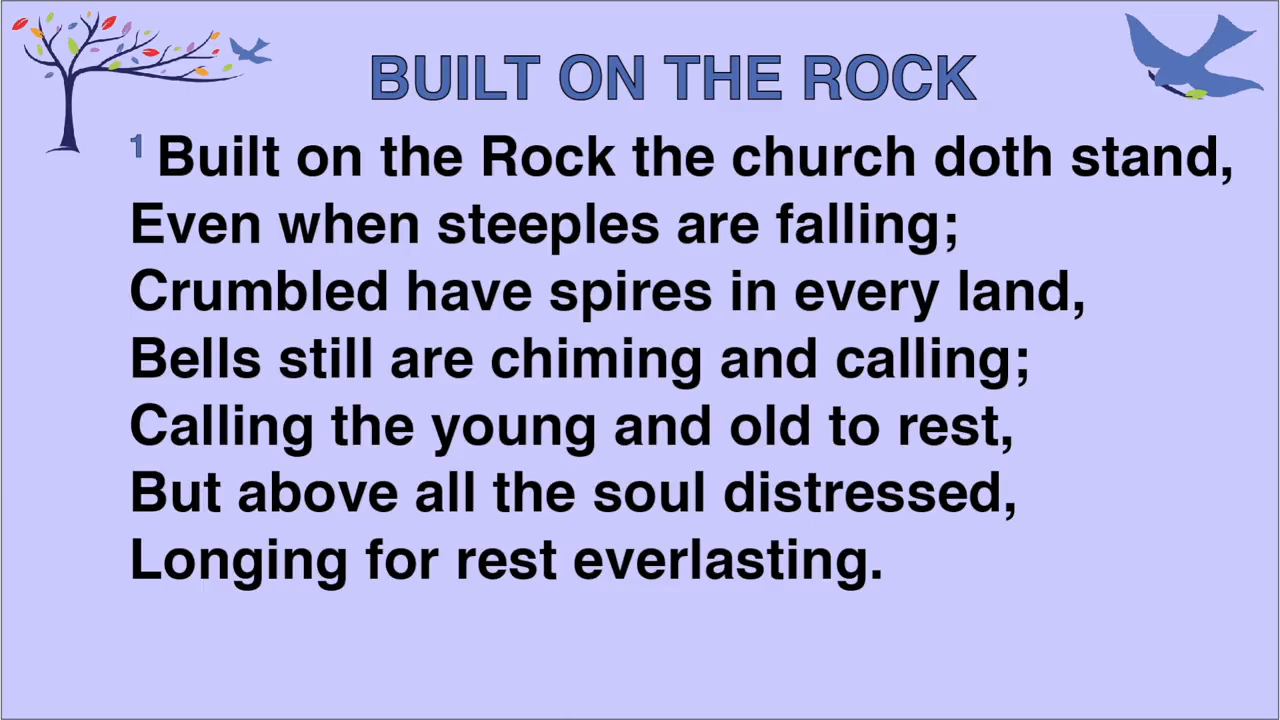 BUILT ON THE ROCK
1 Built on the Rock the church doth stand,
Even when steeples are falling;
Crumbled have spires in every land,
Bells still are chiming and calling;
Calling the young and old to rest,
But above all the soul distressed,
Longing for rest everlasting.